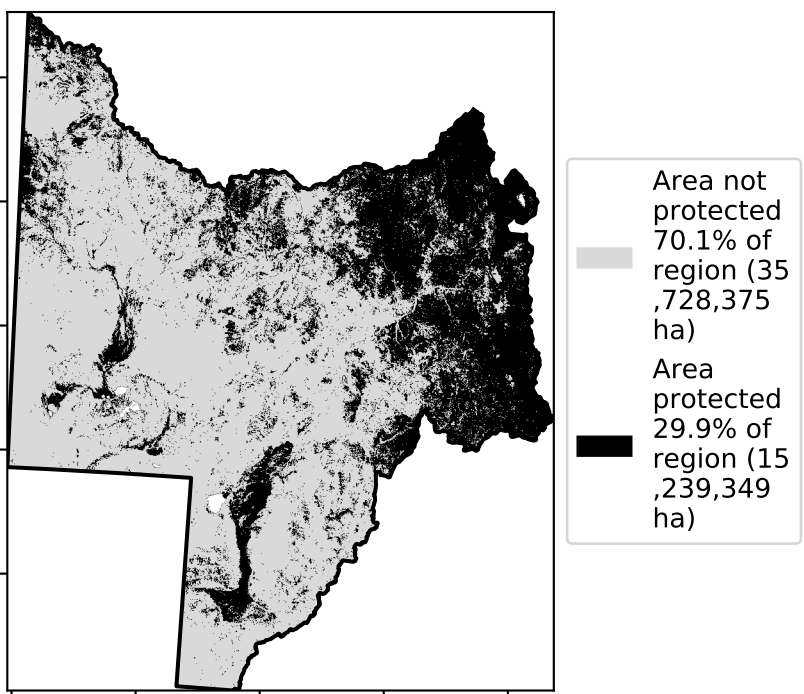 Area not
protected
70.1% of
region (35
,728,375
ha)
Area
protected
29.9% of
region (15
,239,349
ha)